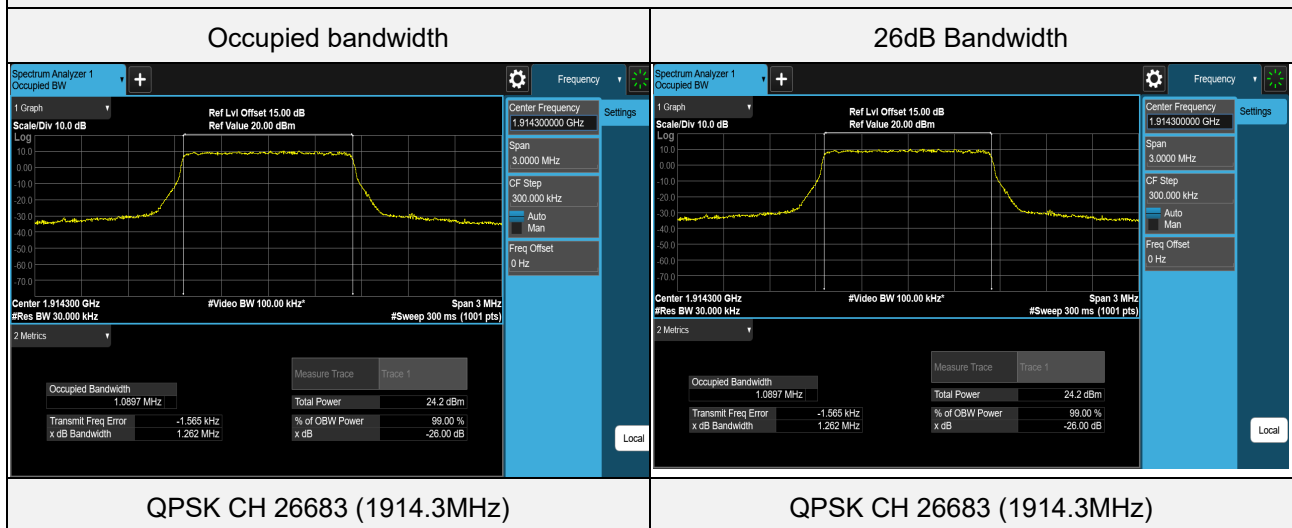 Occupied bandwidth
26dB Bandwidth
Spectrum Analyzer 1
Occupied BW
+
Frequency
1 Graph
Scale/Div 10.0 dB
Ref Lvl Offset 15.00 dB
Ref Value 20.00 dBm
Log
10.0
0.00
-10.0
-20.0
-30.0
-40.0
-50.0
-60.0
-70.0
Center 1.914300 GHz
#Res BW 30.000 kHz
#Video BW 100.00 kHz*
Span 3 MHz
#Sweep 300 ms (1001 pts)
Center Frequency
1.914300000 GHz
Span
3.0000 MHz
CF Step
300.000 kHz
Auto
Man
Freq Offset
0 Hz
Settings
Local
2 Metrics
Occupied Bandwidth
1.0897 MHz
Transmit Freq Error -1.565 kHz
x dB Bandwidth 1.262 MHz
Measure Trace Trace 1
Total Power 24.2 dBm
% of OBW Power 99.00 %
x dB -26.00 dB
Spectrum Analyzer 1
Occupied BW
+
Frequency
1 Graph
Scale/Div 10.0 dB
Ref Lvl Offset 15.00 dB
Ref Value 20.00 dBm
Log
10.0
0.00
-10.0
-20.0
-30.0
-40.0
-50.0
-60.0
-70.0
Center 1.914300 GHz
#Res BW 30.000 kHz
#Video BW 100.00 kHz*
Span 3 MHz
#Sweep 300 ms (1001 pts)
Center Frequency
1.914300000 GHz
Span
3.0000 MHz
CF Step
300.000 kHz
Auto
Man
Freq Offset
0 Hz
Settings
Local
2 Metrics
Occupied Bandwidth
1.0897 MHz
Transmit Freq Error -1.565 kHz
x dB Bandwidth 1.262 MHz
Measure Trace Trace 1
Total Power 24.2 dBm
% of OBW Power 99.00 %
x dB -26.00 dB
QPSK CH 26683 (1914.3MHz)
QPSK CH 26683 (1914.3MHz)